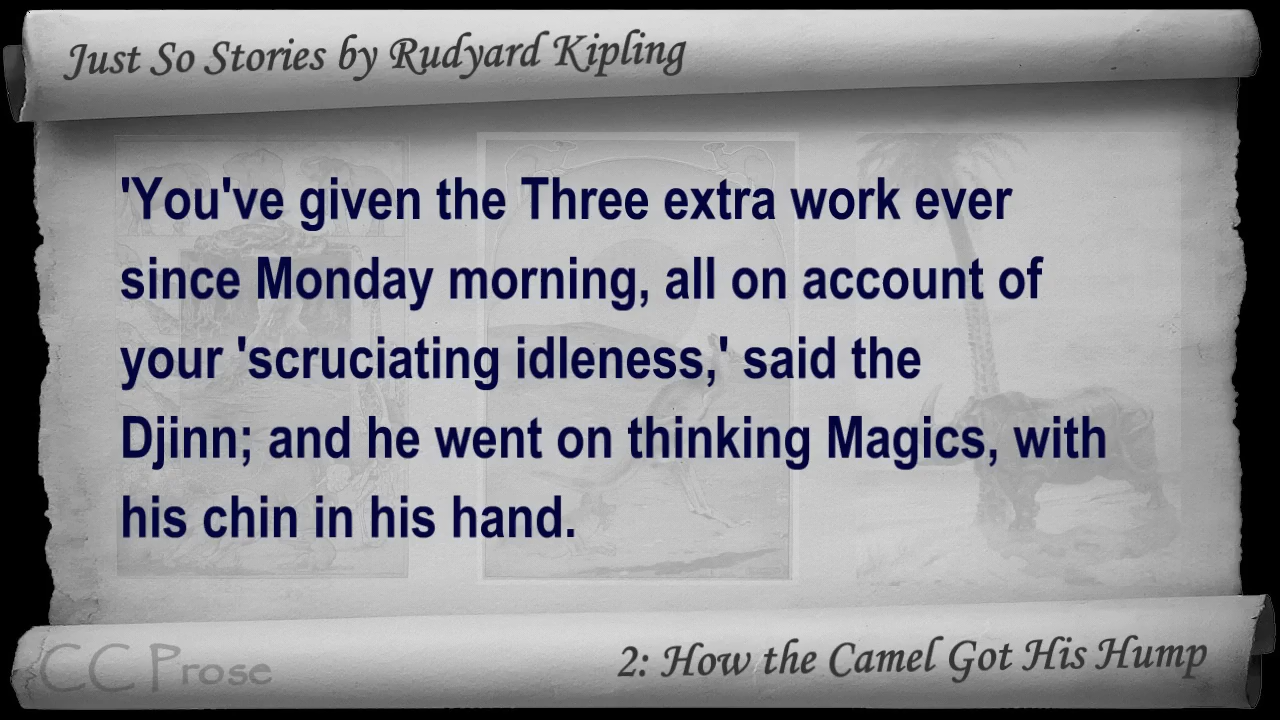 Just So Stories by Rudyard Kipling
'You've given the Three extra work ever
since Monday morning, all on account of
your 'scruciating idleness,' said the
Djinn; and he went on thinking Magics, with
his chin in his hand.
CC Prose
2: How the Camel Got His Hump